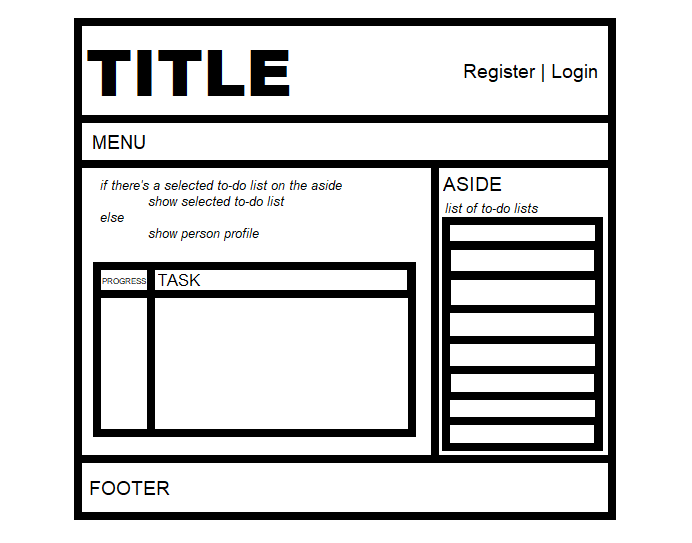 TITLE
Register | Login
MENU
if there's a selected to-do list on the aside
show selected to-do list
else
show person profile
PROGRESS
TASK
ASIDE
list of to-do lists
FOOTER